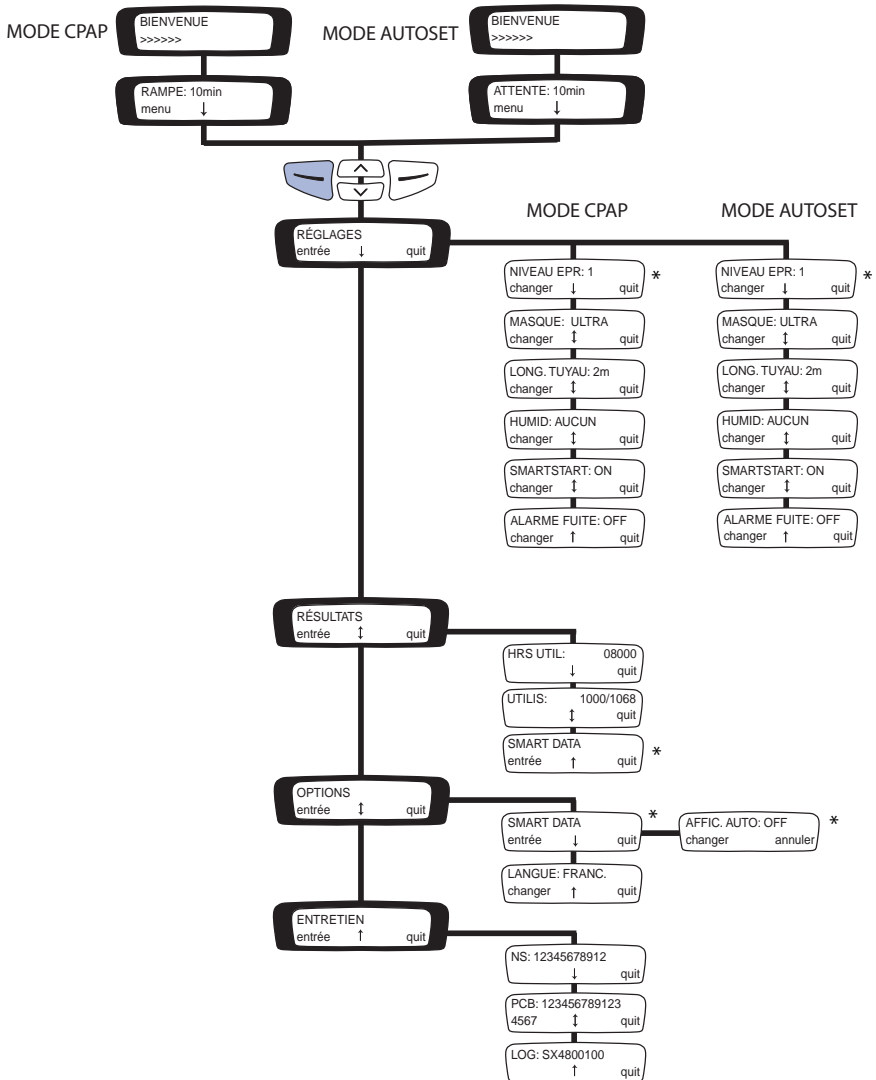 MODE CPAP
BIENVENUE
>>>>>>
MODE AUTOSET
BIENVENUE
>>>>>>
RAMPE: 10min
menu ↓
ATTENTE: 10min
menu ↓
MODE CPAP
MODE AUTOSET
RÉGLAGES
entrée ↓ quit
NIVEAU EPR: 1
changer ↓ quit
*
MASQUE: ULTRA
changer ↕ quit
LONG. TUYAU: 2m
changer ↕ quit
HUMID: AUCUN
changer ↕ quit
SMARTSTART: ON
changer ↕ quit
ALARME FUITE: OFF
changer ↑ quit
NIVEAU EPR: 1
changer ↓ quit
*
MASQUE: ULTRA
changer ↕ quit
LONG. TUYAU: 2m
changer ↕ quit
HUMID: AUCUN
changer ↕ quit
SMARTSTART: ON
changer ↕ quit
ALARME FUITE: OFF
changer ↑ quit
RÉSULTATS
entrée ↕ quit
HRS UTIL: 08000
↓ quit
UTILIS: 1000/1068
↕ quit
SMART DATA
entrée ↑ quit
*
OPTIONS
entrée ↕ quit
SMART DATA
entrée ↓ quit
*
AFFIC. AUTO: OFF
changer annuler
*
LANGUE: FRANC.
changer ↑ quit
ENTRETIEN
entrée ↑ quit
NS: 12345678912
↓ quit
PCB: 123456789123
4567 ↕ quit
LOG: SX4800100
↑ quit